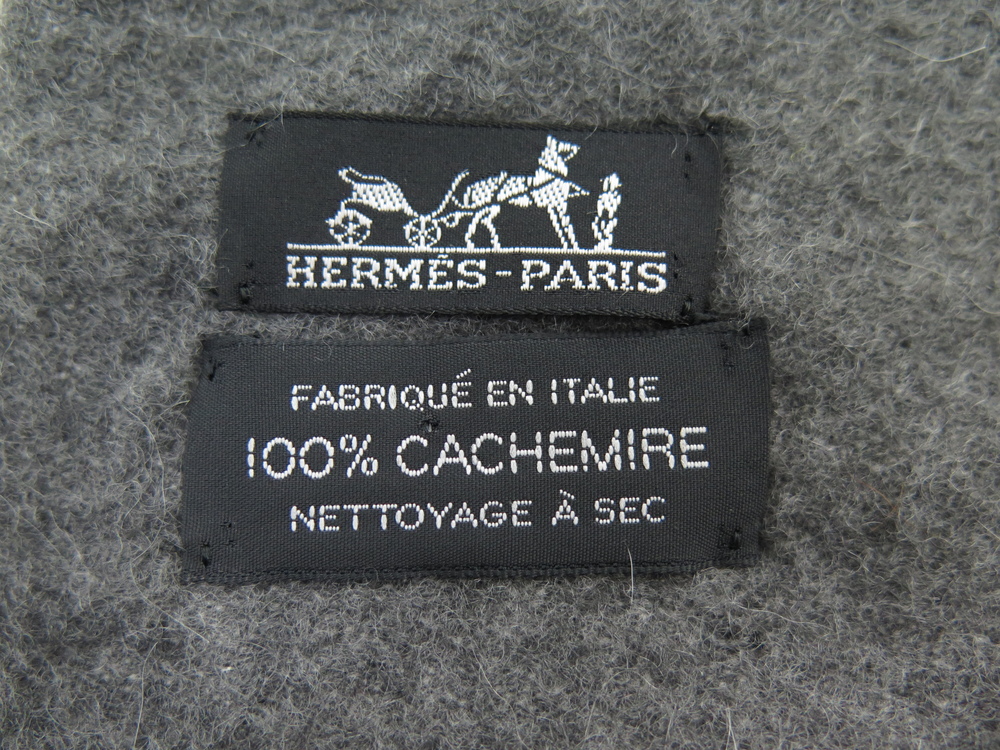 HERMÈS-PARIS
FABRIQUÉ EN ITALIE
100% CACHEMIRE
NETTOYAGE À SEC